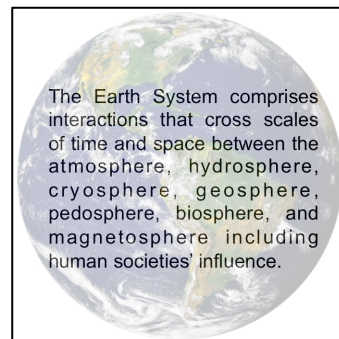 The Earth System comprises
interactions that cross scales
of time and space between the
atmosphere, hydrosphere,
cryosphere, geosphere,
pedosphere, biosphere, and
magnetosphere including
human societies' influence.